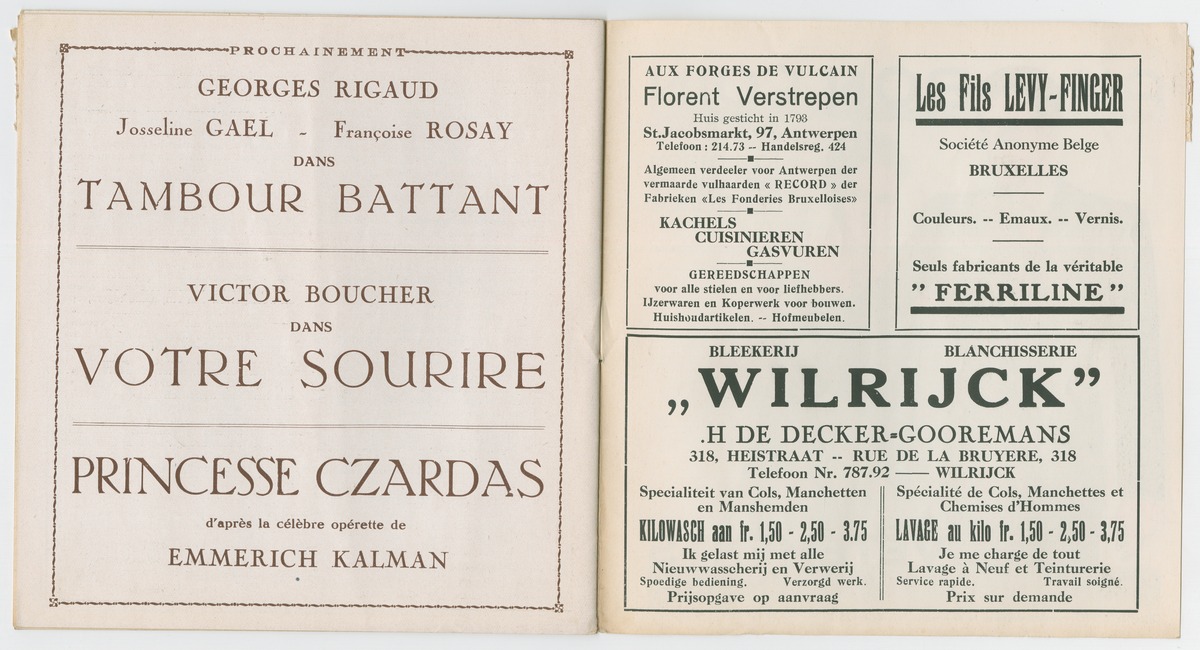 PROCHAINEMENT
GEORGES RIGAUD
Josseline GAEL - Françoise ROSAY
DANS
TAMBOUR BATTANT
VICTOR BOUCHER
DANS
VOTRE SOURIRE
PRINCESSE CZARDAS
d'après la célèbre opérette de
EMMERICH KALMAN
AUX FORGES DE VULCAIN
Florent Verstrepen
Huis gesticht in 1793
St.Jacobsmarkt, 97, Antwerpen
Telefoon : 214.73 -- Handelsreg. 424
Algemeen verdeeler voor Antwerpen der
vermaarde vulhaarden « RECORD » der
Fabrieken «Les Fonderies Bruxelloises»
KACHELS
CUISINIEREN
GASVUREN
GEREEDSCHAPPEN
voor alle stielen en voor liefhebbers.
IJzerwaren en Koperwerk voor bouwen.
Huishoudartikelen. -- Hofmeubelen.
Les Fils LEVY-FINGER
Société Anonyme Belge
BRUXELLES
Couleurs. -- Emaux. -- Vernis.
Seuls fabricants de la véritable
" FERRILINE "
BLEEKERIJ BLANCHISSERIE
„WILRIJCK”
.H DE DECKER=GOOREMANS
318, HEISTRAAT -- RUE DE LA BRUYERE, 318
Telefoon Nr. 787.92 — WILRIJCK
Specialiteit van Cols, Manchetten
en Manshemden
KILOWASCH aan fr. 1,50 - 2,50 - 3.75
Ik gelast mij met alle
Nieuwwasscherij en Verwerij
Spoedige bediening. Verzorgd werk.
Prijsopgave op aanvraag
Spécialité de Cols, Manchettes et
Chemises d'Hommes
LAVAGE au kilo fr. 1,50 - 2,50 - 3,75
Je me charge de tout
Lavage à Neuf et Teinturerie
Service rapide. Travail soigné.
Prix sur demande